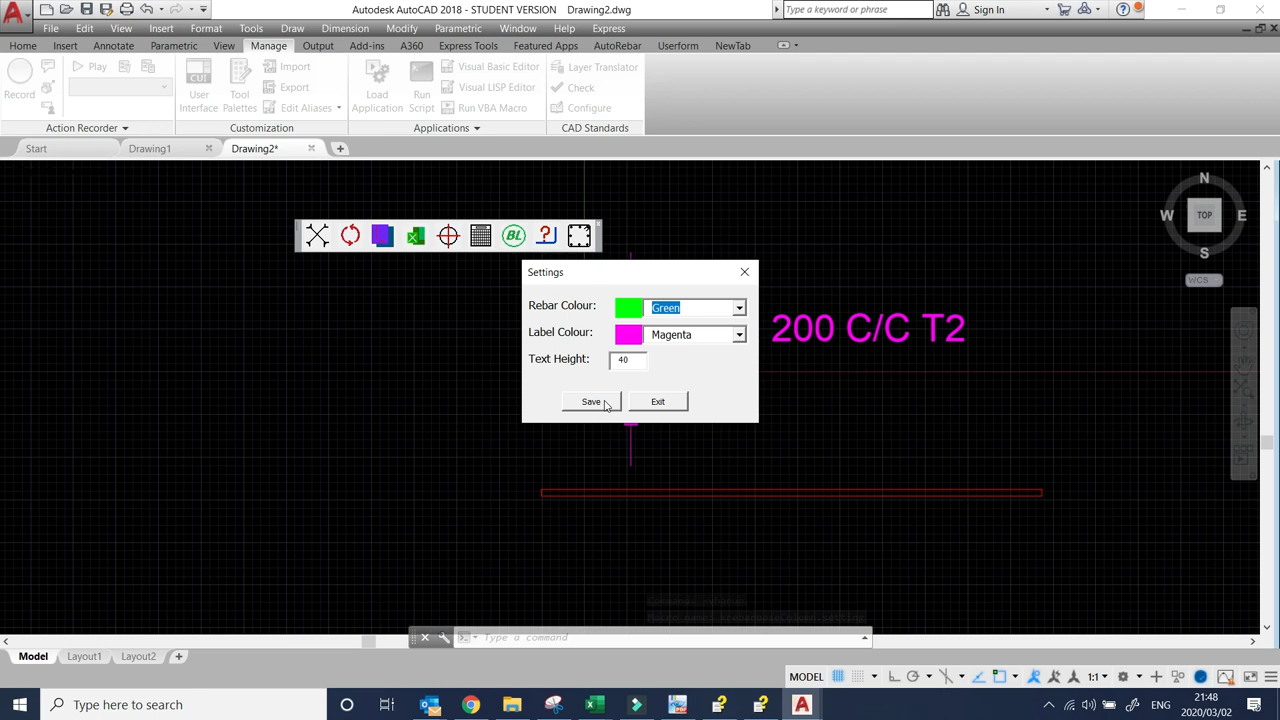 Autodesk AutoCAD 2018 - STUDENT VERSION Drawing2.dwg
Type a keyword or phrase
Sign In
File Edit View Insert Format Tools Draw Dimension Modify Parametric Window Help Express
Home Insert Annotate Parametric View Manage Output Add-ins A360 Express Tools Featured Apps AutoRebar Userform NewTab
Record
Play
CUI
User Interface
Tool Palettes
Import
Export
Edit Aliases
Load Application
Run Script
Visual Basic Editor
Visual LISP Editor
Run VBA Macro
Layer Translator
Check
Configure
Action Recorder
Customization
Applications
CAD Standards
Start Drawing1 Drawing2*
N
W TOP E
S
WCS
BL
Settings
Rebar Colour: Green
Label Colour: Magenta
Text Height: 40
Save Exit
200 C/C T2
Type a command
Model Layout1 Layout2
MODEL 1:1
Type here to search
ENG
21:48
2020/03/02